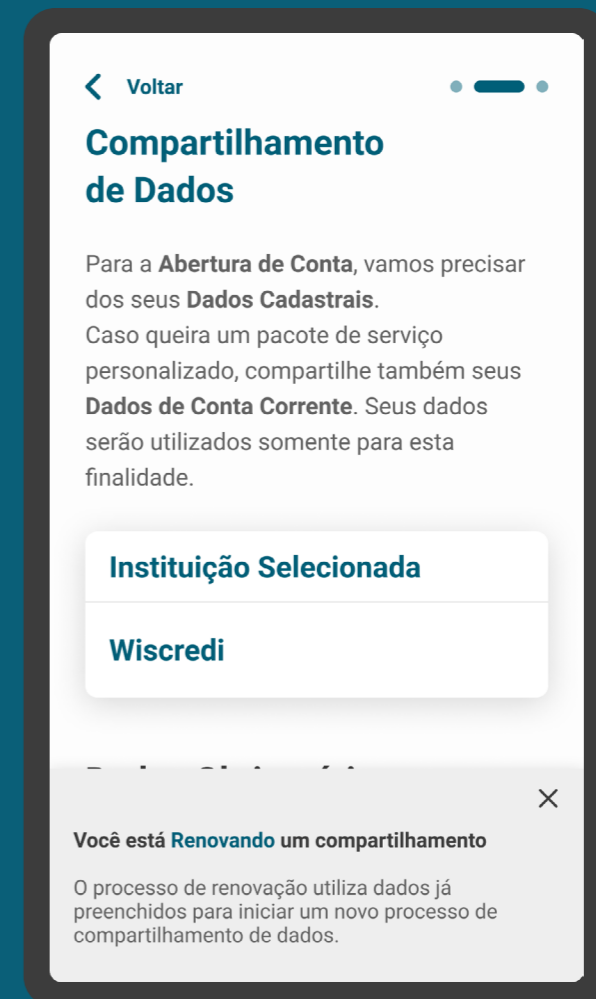 Voltar
Compartilhamento
de Dados
Para a Abertura de Conta, vamos precisar
dos seus Dados Cadastrais.
Caso queira um pacote de serviço
personalizado, compartilhe também seus
Dados de Conta Corrente. Seus dados
serão utilizados somente para esta
finalidade.
Instituição Selecionada
Wiscredi
Você está Renovando um compartilhamento
O processo de renovação utiliza dados já
preenchidos para iniciar um novo processo de
compartilhamento de dados.